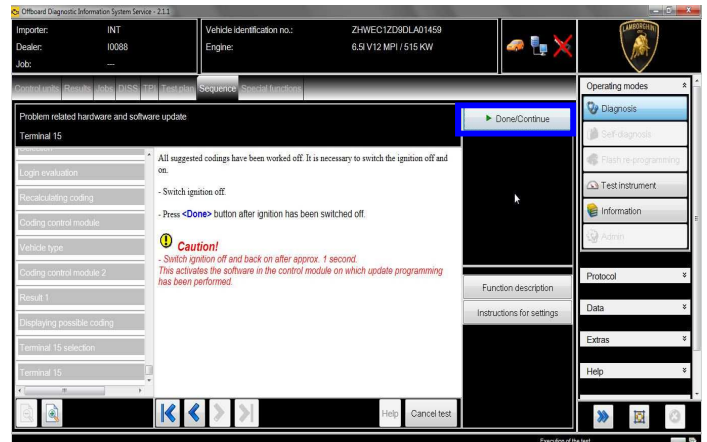 Offboard Diagnostic Information System Service - 2.1.1
Importer: INT
Dealer: I0088
Job: ---
Vehicle identification no.: ZHWEC1ZD9DLA01459
Engine: 6.5l V12 MPI / 515 KW
LAMBORGHINI
Control units Results Jobs DISS TPI Test plan Sequence Special functions
Problem related hardware and software update
Terminal 15
Done/Continue
Login evaluation
Recalculating coding
Coding control module
Vehicle type
Coding control module 2
Result 1
Displaying possible coding
Terminal 15 selection
Terminal 15
All suggested codings have been worked off. It is necessary to switch the ignition off and
on.
- Switch ignition off.
- Press <Done> button after ignition has been switched off.
Caution!
- Switch ignition off and back on after approx. 1 second.
This activates the software in the control module on which update programming
has been performed.
Function description
Instructions for settings
Help
Cancel test
Operating modes
Diagnosis
Self diagnosis
Flash re-programming
Test instrument
Information
Admin
Protocol
Data
Extras
Help
Execution of the test